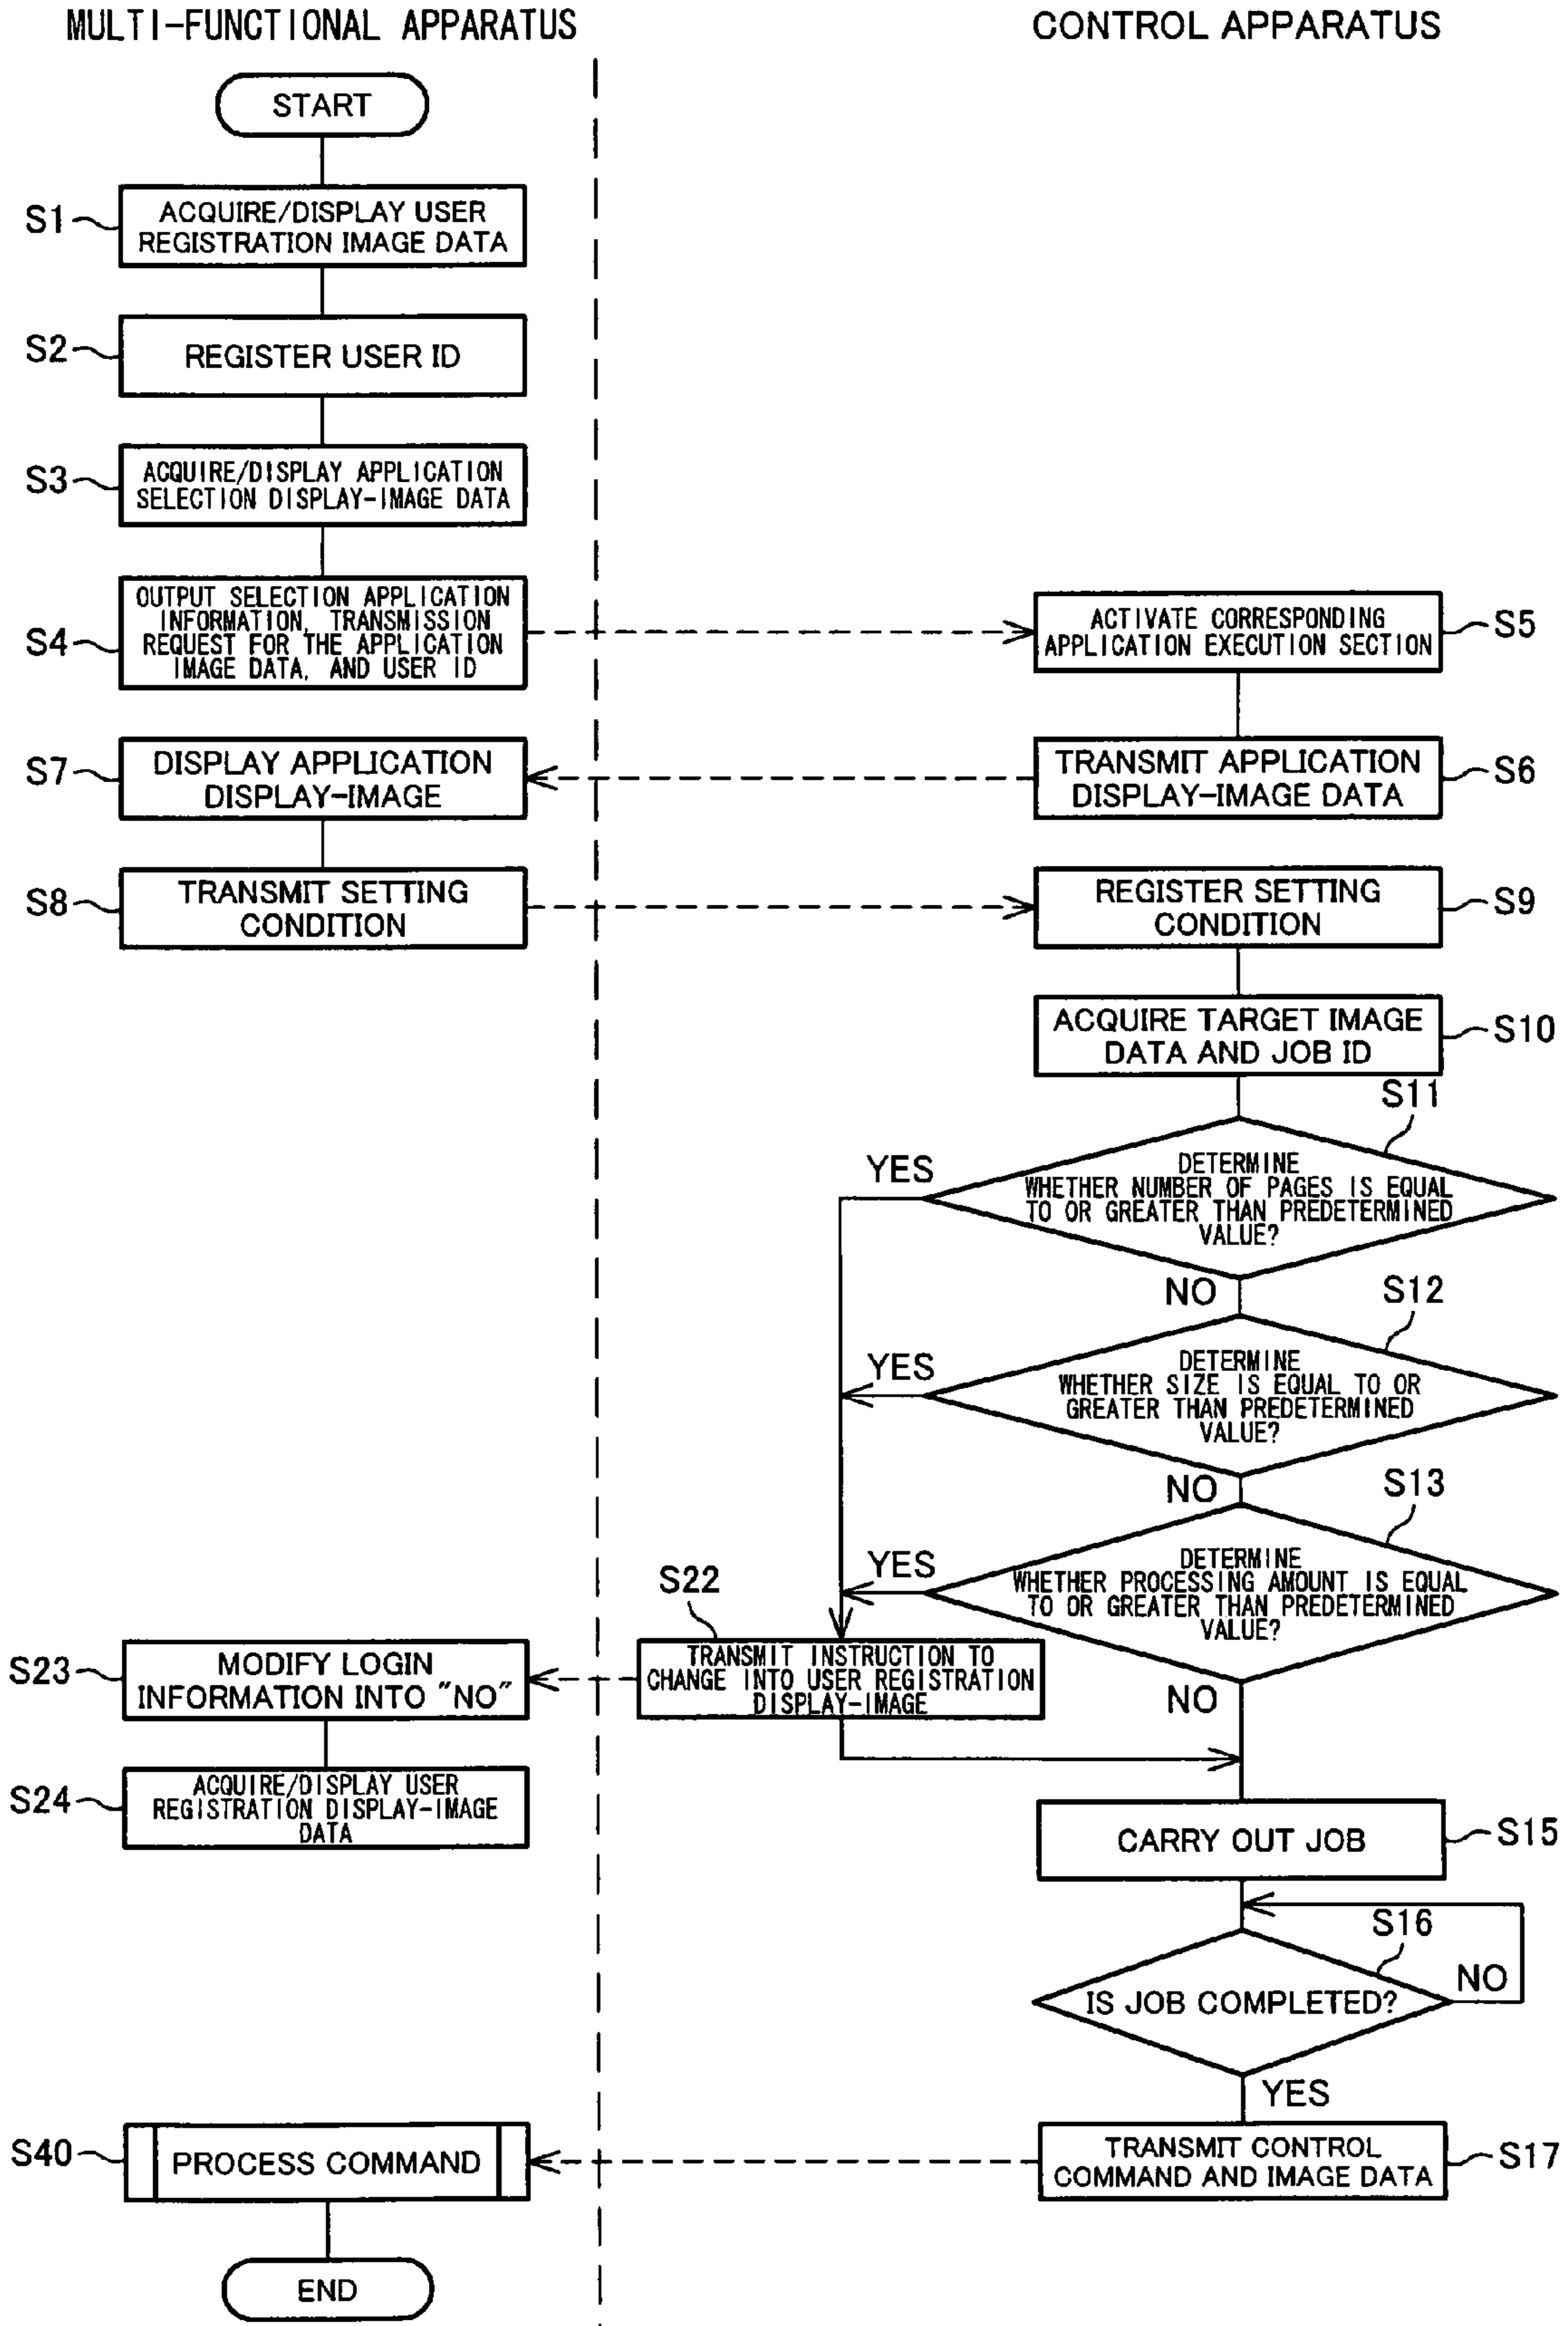 MULTI-FUNCTIONAL APPARATUS
CONTROL APPARATUS
START
S1
ACQUIRE/DISPLAY USER
REGISTRATION IMAGE DATA
S2
REGISTER USER ID
S3
ACQUIRE/DISPLAY APPLICATION
SELECTION DISPLAY-IMAGE DATA
S4
OUTPUT SELECTION APPLICATION
INFORMATION, TRANSMISSION
REQUEST FOR THE APPLICATION
IMAGE DATA, AND USER ID
ACTIVATE CORRESPONDING
APPLICATION EXECUTION SECTION
S5
S7
DISPLAY APPLICATION
DISPLAY-IMAGE
TRANSMIT APPLICATION
DISPLAY-IMAGE DATA
S6
S8
TRANSMIT SETTING
CONDITION
REGISTER SETTING
CONDITION
S9
ACQUIRE TARGET IMAGE
DATA AND JOB ID
S10
S11
YES
DETERMINE
WHETHER NUMBER OF PAGES IS EQUAL
TO OR GREATER THAN PREDETERMINED
VALUE?
NO
S12
YES
DETERMINE
WHETHER SIZE IS EQUAL TO OR
GREATER THAN PREDETERMINED
VALUE?
NO
S13
YES
DETERMINE
WHETHER PROCESSING AMOUNT IS EQUAL
TO OR GREATER THAN PREDETERMINED
VALUE?
NO
S22
TRANSMIT INSTRUCTION TO
CHANGE INTO USER REGISTRATION
DISPLAY-IMAGE
S23
MODIFY LOGIN
INFORMATION INTO "NO"
S24
ACQUIRE/DISPLAY USER
REGISTRATION DISPLAY-IMAGE
DATA
CARRY OUT JOB
S15
S16
IS JOB COMPLETED?
NO
YES
S40
PROCESS COMMAND
TRANSMIT CONTROL
COMMAND AND IMAGE DATA
S17
END